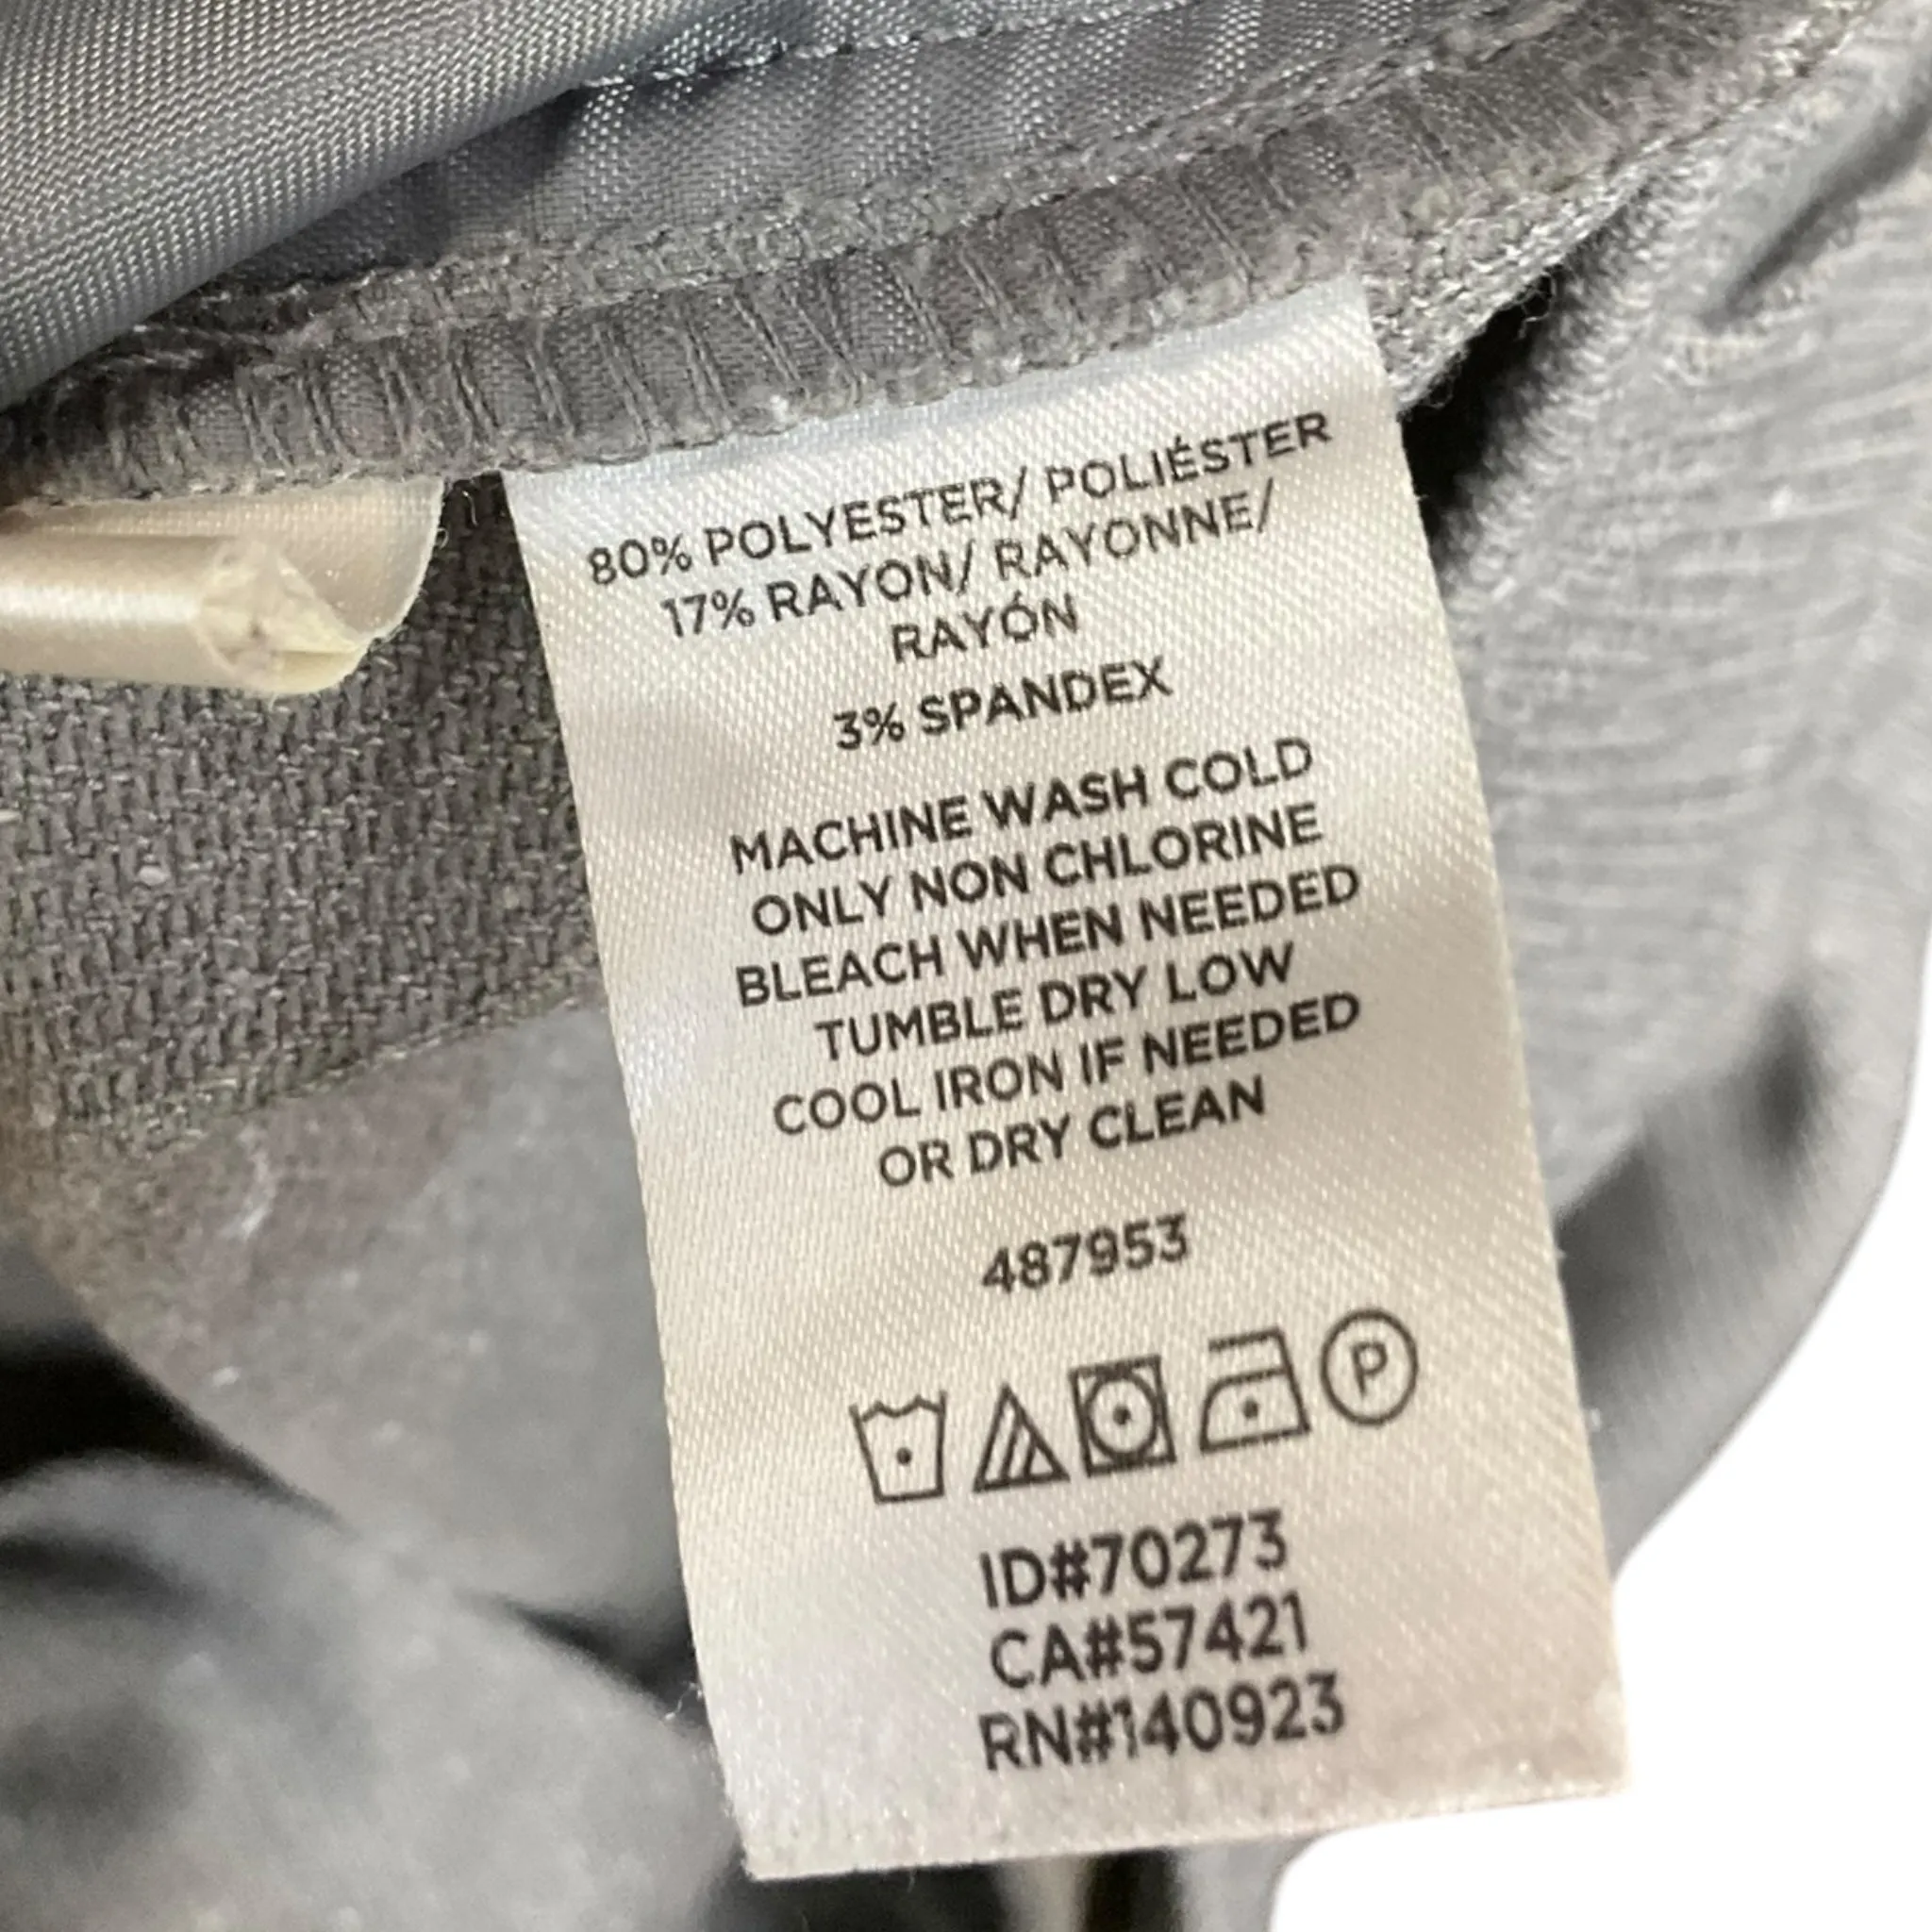 80% POLYESTER/ POLIÉSTER
17% RAYON/ RAYONNE/
RAYÓN
3% SPANDEX
MACHINE WASH COLD
ONLY NON CHLORINE
BLEACH WHEN NEEDED
TUMBLE DRY LOW
COOL IRON IF NEEDED
OR DRY CLEAN
487953
P
ID#70273
CA#57421
RN#140923